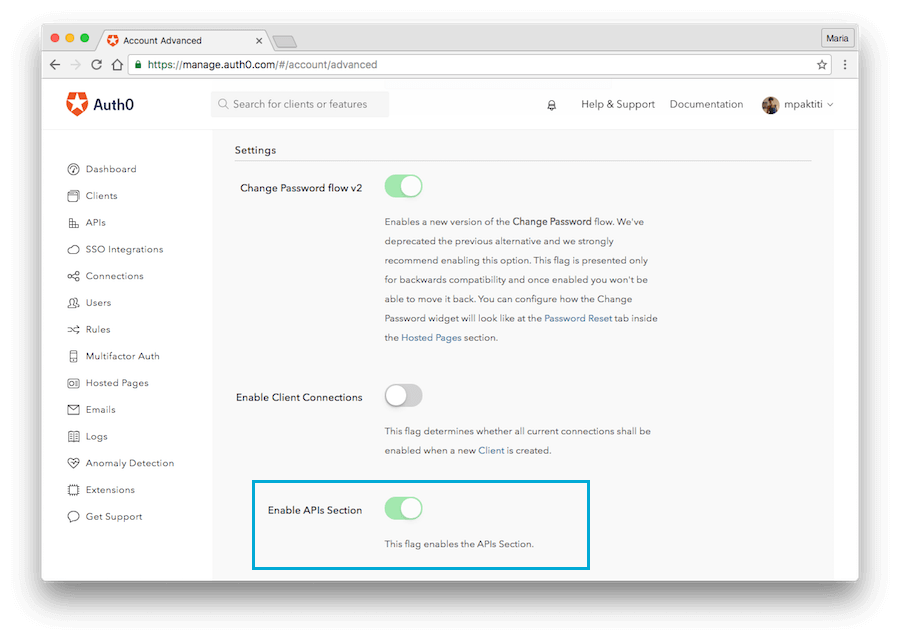 Account Advanced
Maria
https://manage.auth0.com/#/account/advanced
Auth0
Search for clients or features
Help & Support
Documentation
mpaktiti
Dashboard
Clients
APIs
SSO Integrations
Connections
Users
Rules
Multifactor Auth
Hosted Pages
Emails
Logs
Anomaly Detection
Extensions
Get Support
Settings
Change Password flow v2
Enables a new version of the Change Password flow. We've
deprecated the previous alternative and we strongly
recommend enabling this option. This flag is presented only
for backwards compatibility and once enabled you won't be
able to move it back. You can configure how the Change
Password widget will look like at the Password Reset tab inside
the Hosted Pages section.
Enable Client Connections
This flag determines whether all current connections shall be
enabled when a new Client is created.
Enable APIs Section
This flag enables the APIs Section.